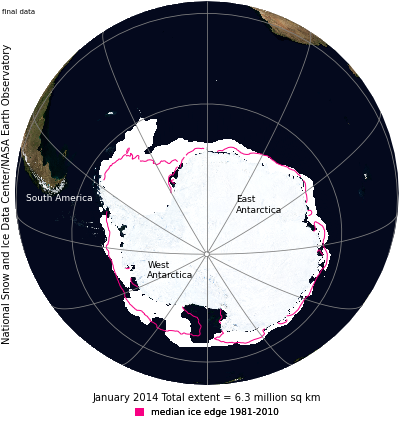 final data
National Snow and Ice Data Center/NASA Earth Observatory
South America
East
Antarctica
West
Antarctica
January 2014 Total extent = 6.3 million sq km
median ice edge 1981-2010